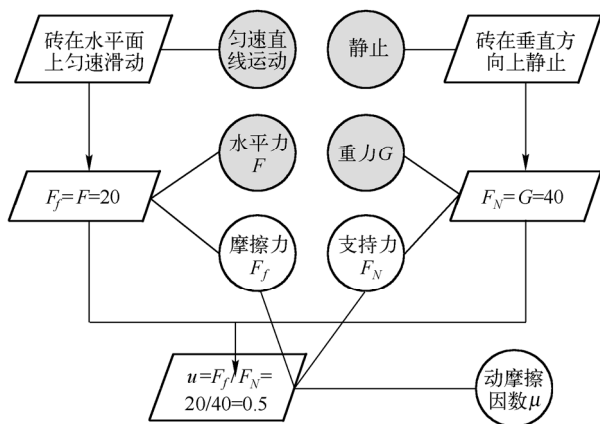 砖在水平面
上匀速滑动
匀速直
线运动
静止
砖在垂直方
向上静止
水平力
F
重力G
F_f=F=20
F_N=G=40
摩擦力
F_f
支持力
F_N
u=F_f/F_N=
20/40=0.5
动摩擦
因数μ